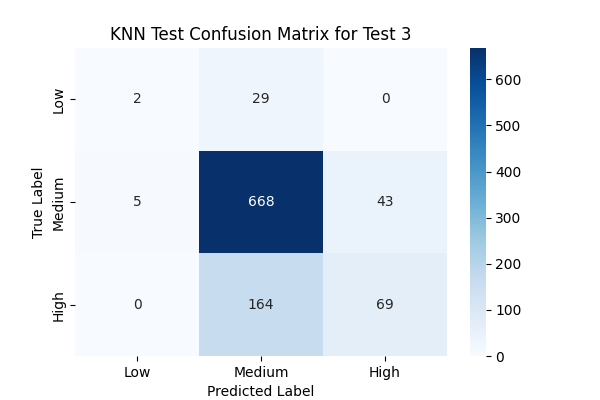 KNN Test Confusion Matrix for Test 3
True Label
Low
2 29 0
Medium
5 668 43
High
0 164 69
Low Medium High
Predicted Label
600
500
400
300
200
100
0